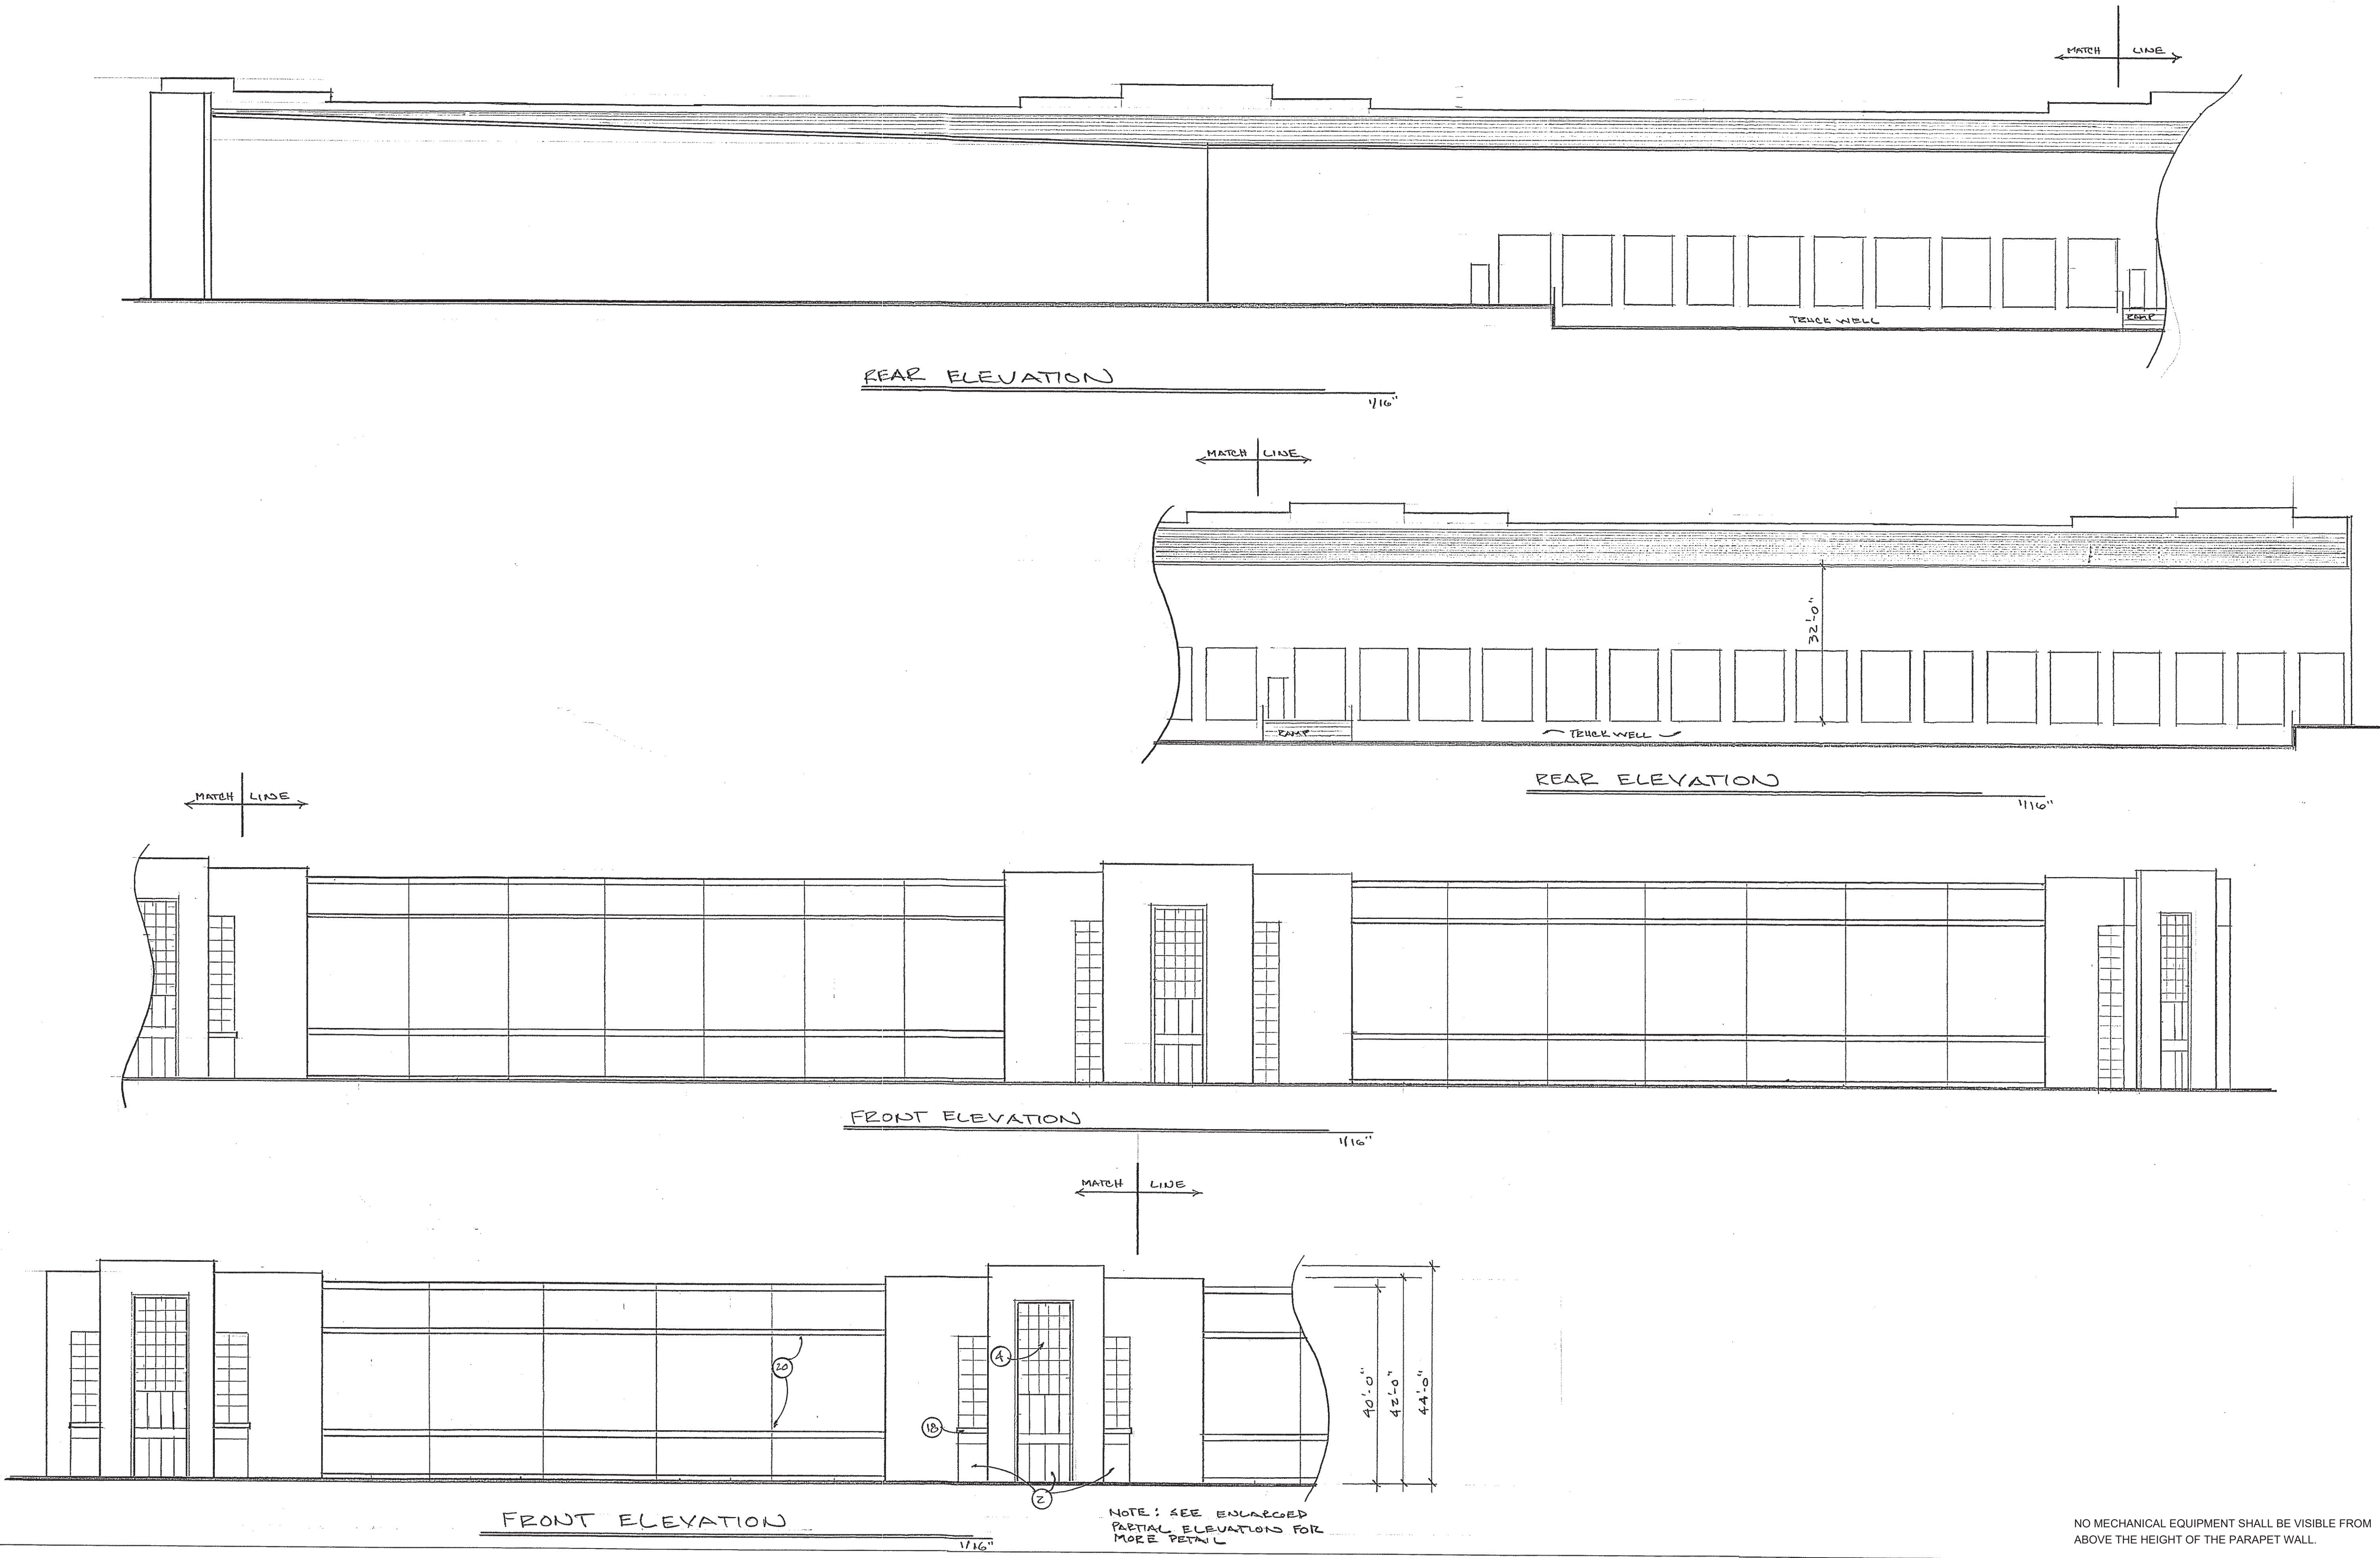 MATCH LINE
TRUCK WELL
RAMP
REAR ELEVATION
1/16"
MATCH LINE
32'-0"
RAMP
TRUCK WELL
REAR ELEVATION
1/16"
MATCH LINE
FRONT ELEVATION
1/16"
MATCH LINE
20
4
18
2
40'-0"
42'-0"
44'-0"
FRONT ELEVATION
1/16"
NOTE: SEE ENLARGED
PARTIAL ELEVATION FOR
MORE DETAIL
NO MECHANICAL EQUIPMENT SHALL BE VISIBLE FROM
ABOVE THE HEIGHT OF THE PARAPET WALL.